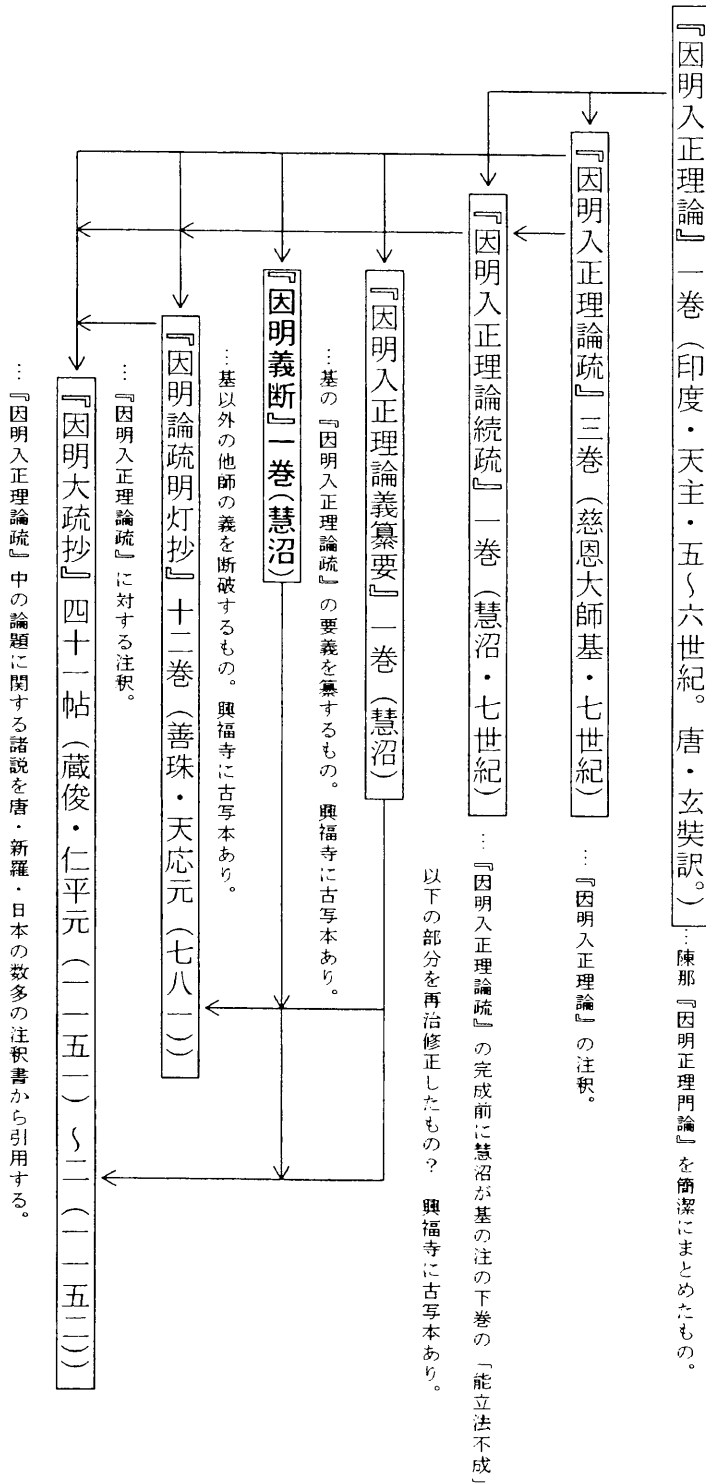 『因明入正理論』一巻（印度・天主・五～六世紀。唐・玄奘訳。）
…陳那『因明正理門論』を簡潔にまとめたもの。
『因明入正理論疏』三巻（慈恩大師基・七世紀）
…『因明入正理論』の注釈。
『因明入正理論続疏』一巻（慧沼・七世紀）
…『因明入正理論疏』の完成前に慧沼が基の注の下巻の「能立法不成」
以下の部分を再治修正したもの？　興福寺に古写本あり。
『因明入正理論義纂要』一巻（慧沼）
…基の『因明入正理論疏』の要義を纂するもの。興福寺に古写本あり。
『因明義断』一巻（慧沼）
…基以外の他師の義を断破するもの。興福寺に古写本あり。
『因明論疏明灯抄』十二巻（善珠・天応元（七八一））
…『因明入正理論疏』に対する注釈。
『因明大疏抄』四十一帖（蔵俊・仁平元（一一五一）～二（一一五二））
…『因明入正理論疏』中の論題に関する諸説を唐・新羅・日本の数多の注釈書から引用する。